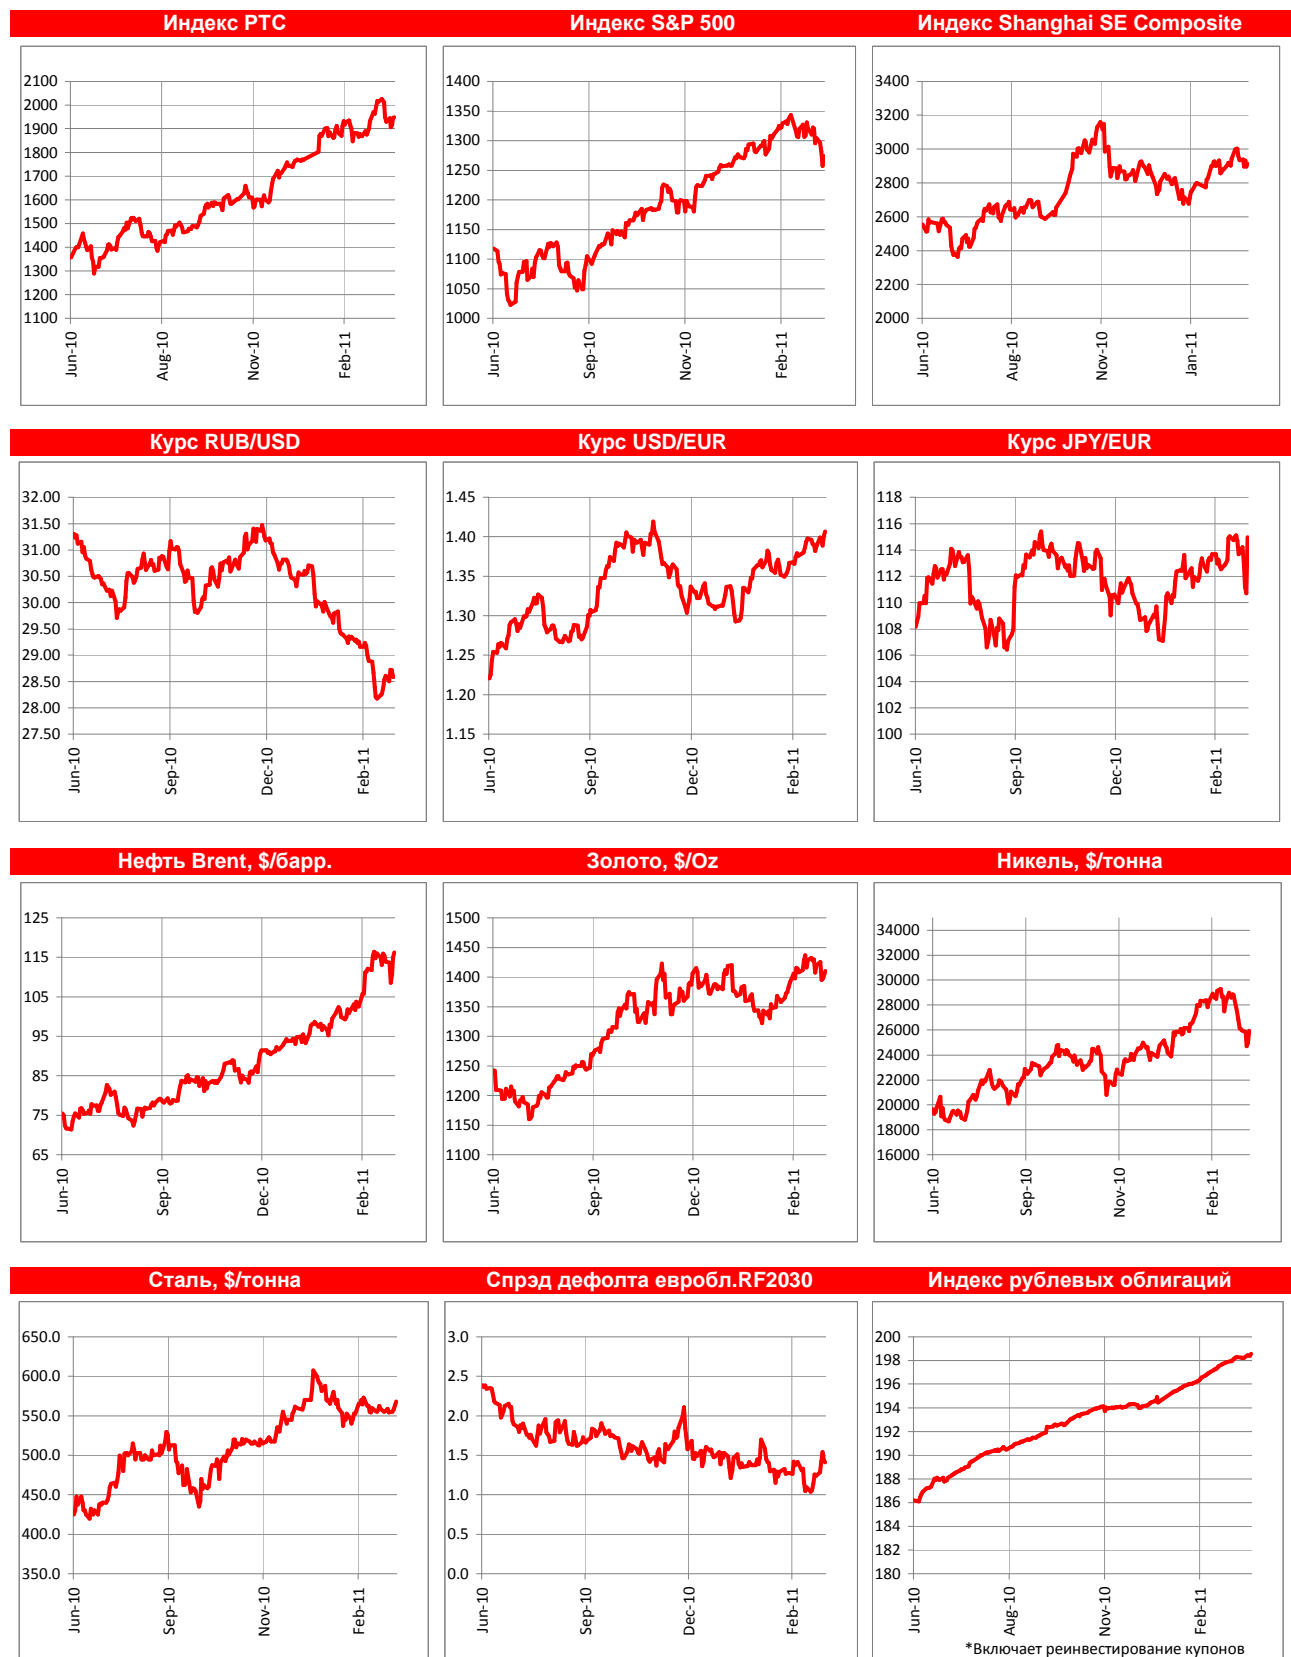 Индекс РТС
Индекс S&P 500
Индекс Shanghai SE Composite
2100
2000
1900
1800
1700
1600
1500
1400
1300
1200
1100
Jun-10
Aug-10
Nov-10
Feb-11
1400
1350
1300
1250
1200
1150
1100
1050
1000
Jun-10
Sep-10
Nov-10
Feb-11
3400
3200
3000
2800
2600
2400
2200
2000
Jun-10
Aug-10
Nov-10
Jan-11
Курс RUB/USD
Курс USD/EUR
Курс JPY/EUR
32.00
31.50
31.00
30.50
30.00
29.50
29.00
28.50
28.00
27.50
Jun-10
Sep-10
Dec-10
Feb-11
1.45
1.40
1.35
1.30
1.25
1.20
1.15
Jun-10
Sep-10
Dec-10
Feb-11
118
116
114
112
110
108
106
104
102
100
Jun-10
Sep-10
Dec-10
Feb-11
Нефть Brent, $/барр.
Золото, $/Oz
Никель, $/тонна
125
115
105
95
85
75
65
Jun-10
Sep-10
Dec-10
Feb-11
1500
1450
1400
1350
1300
1250
1200
1150
1100
Jun-10
Sep-10
Dec-10
Feb-11
34000
32000
30000
28000
26000
24000
22000
20000
18000
16000
Jun-10
Sep-10
Nov-10
Feb-11
Сталь, $/тонна
Спрэд дефолта евробл.RF2030
Индекс рублевых облигаций
650.0
600.0
550.0
500.0
450.0
400.0
350.0
Jun-10
Sep-10
Nov-10
Feb-11
3.0
2.5
2.0
1.5
1.0
0.5
0.0
Jun-10
Sep-10
Dec-10
Feb-11
200
198
196
194
192
190
188
186
184
182
180
Jun-10
Aug-10
Nov-10
Feb-11
*Включает реинвестирование купонов